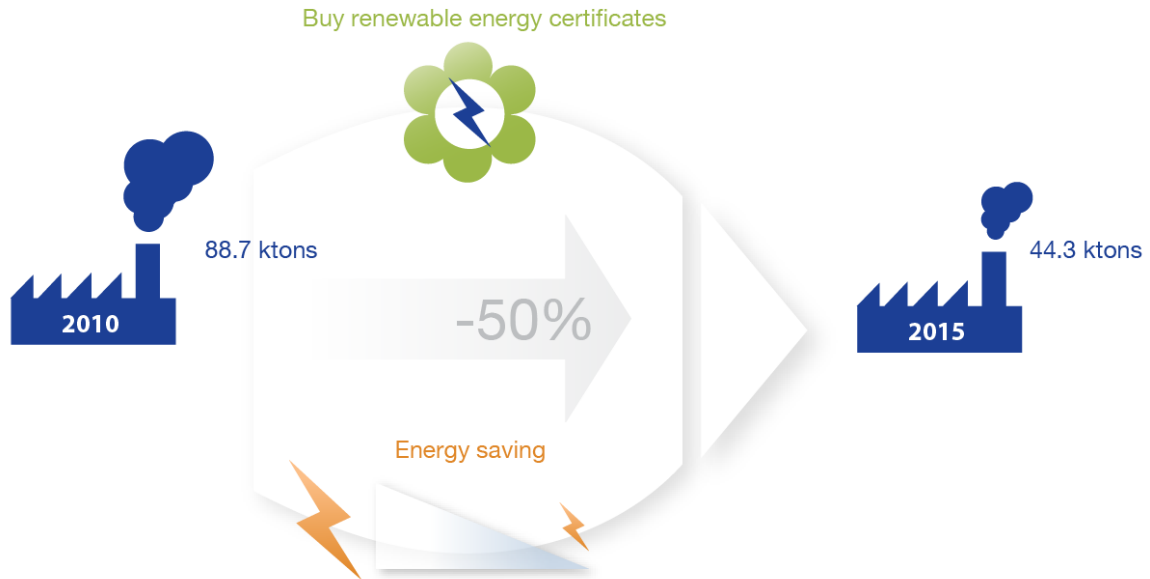 Buy renewable energy certificates
88.7 ktons
2010
-50%
44.3 ktons
2015
Energy saving